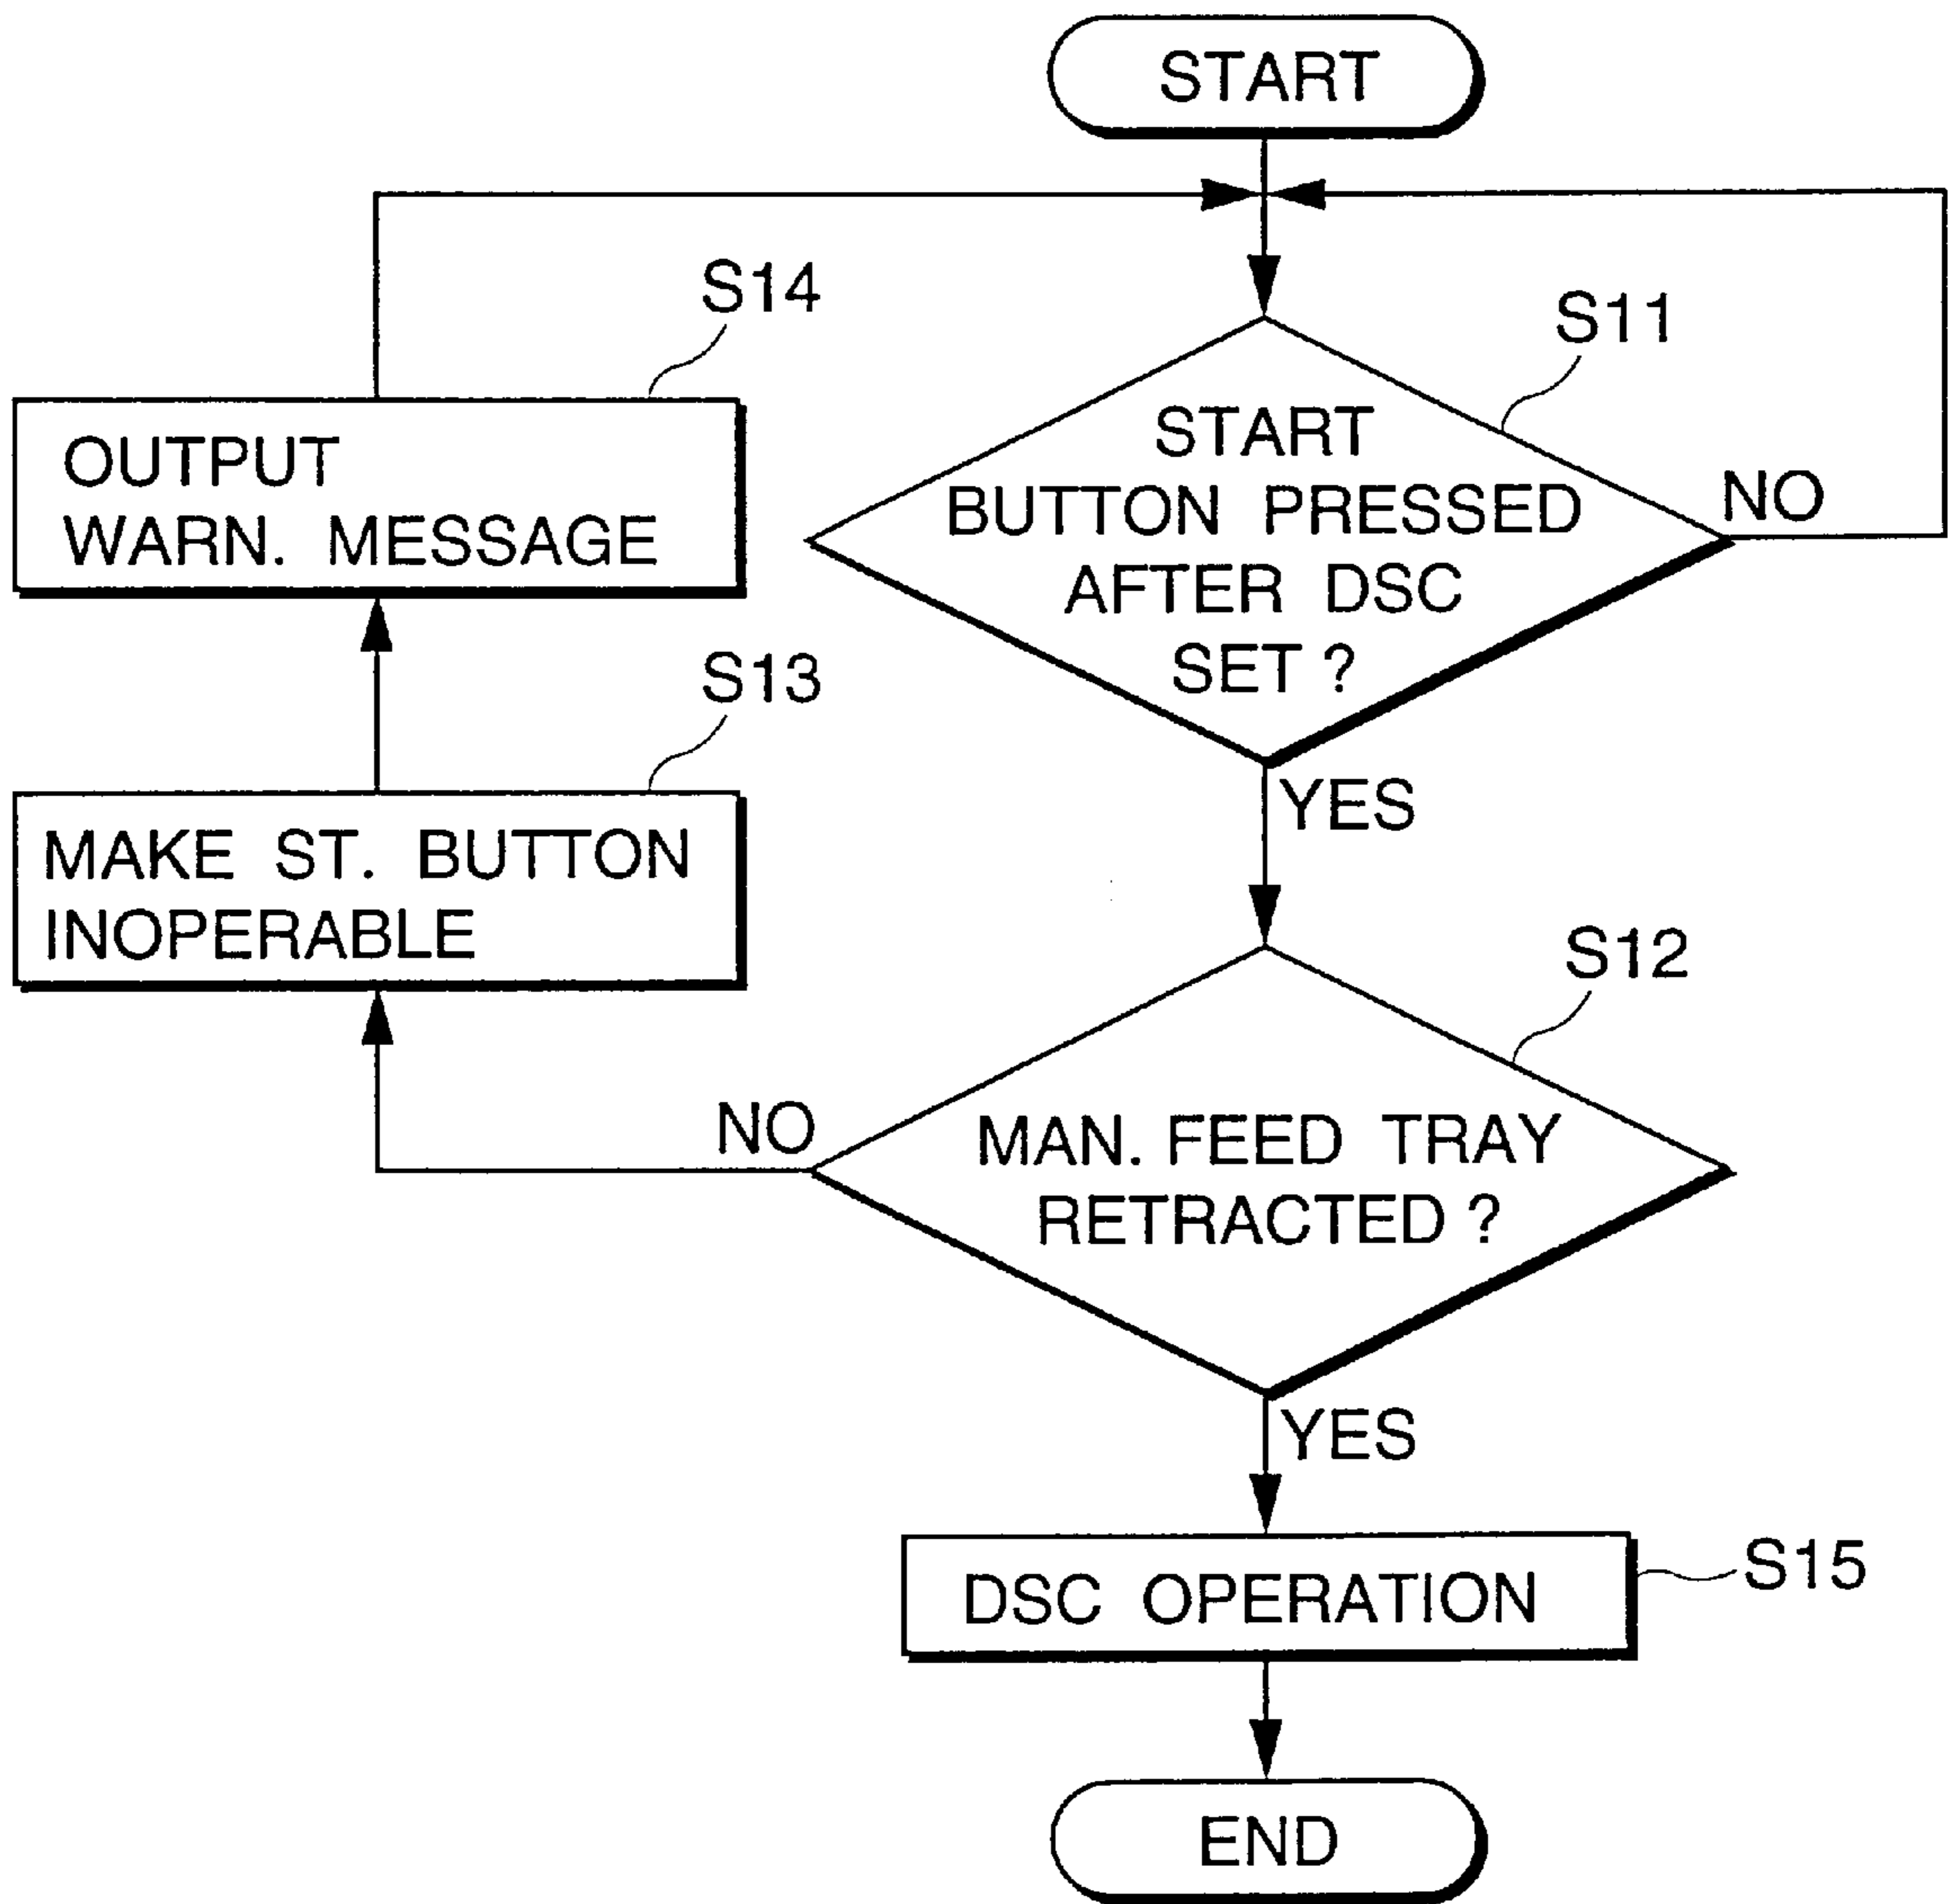 START
S14
S11
OUTPUT
WARN. MESSAGE
START
BUTTON PRESSED
AFTER DSC
SET ?
NO
YES
S13
MAKE ST. BUTTON
INOPERABLE
S12
NO
MAN. FEED TRAY
RETRACTED ?
YES
DSC OPERATION
S15
END